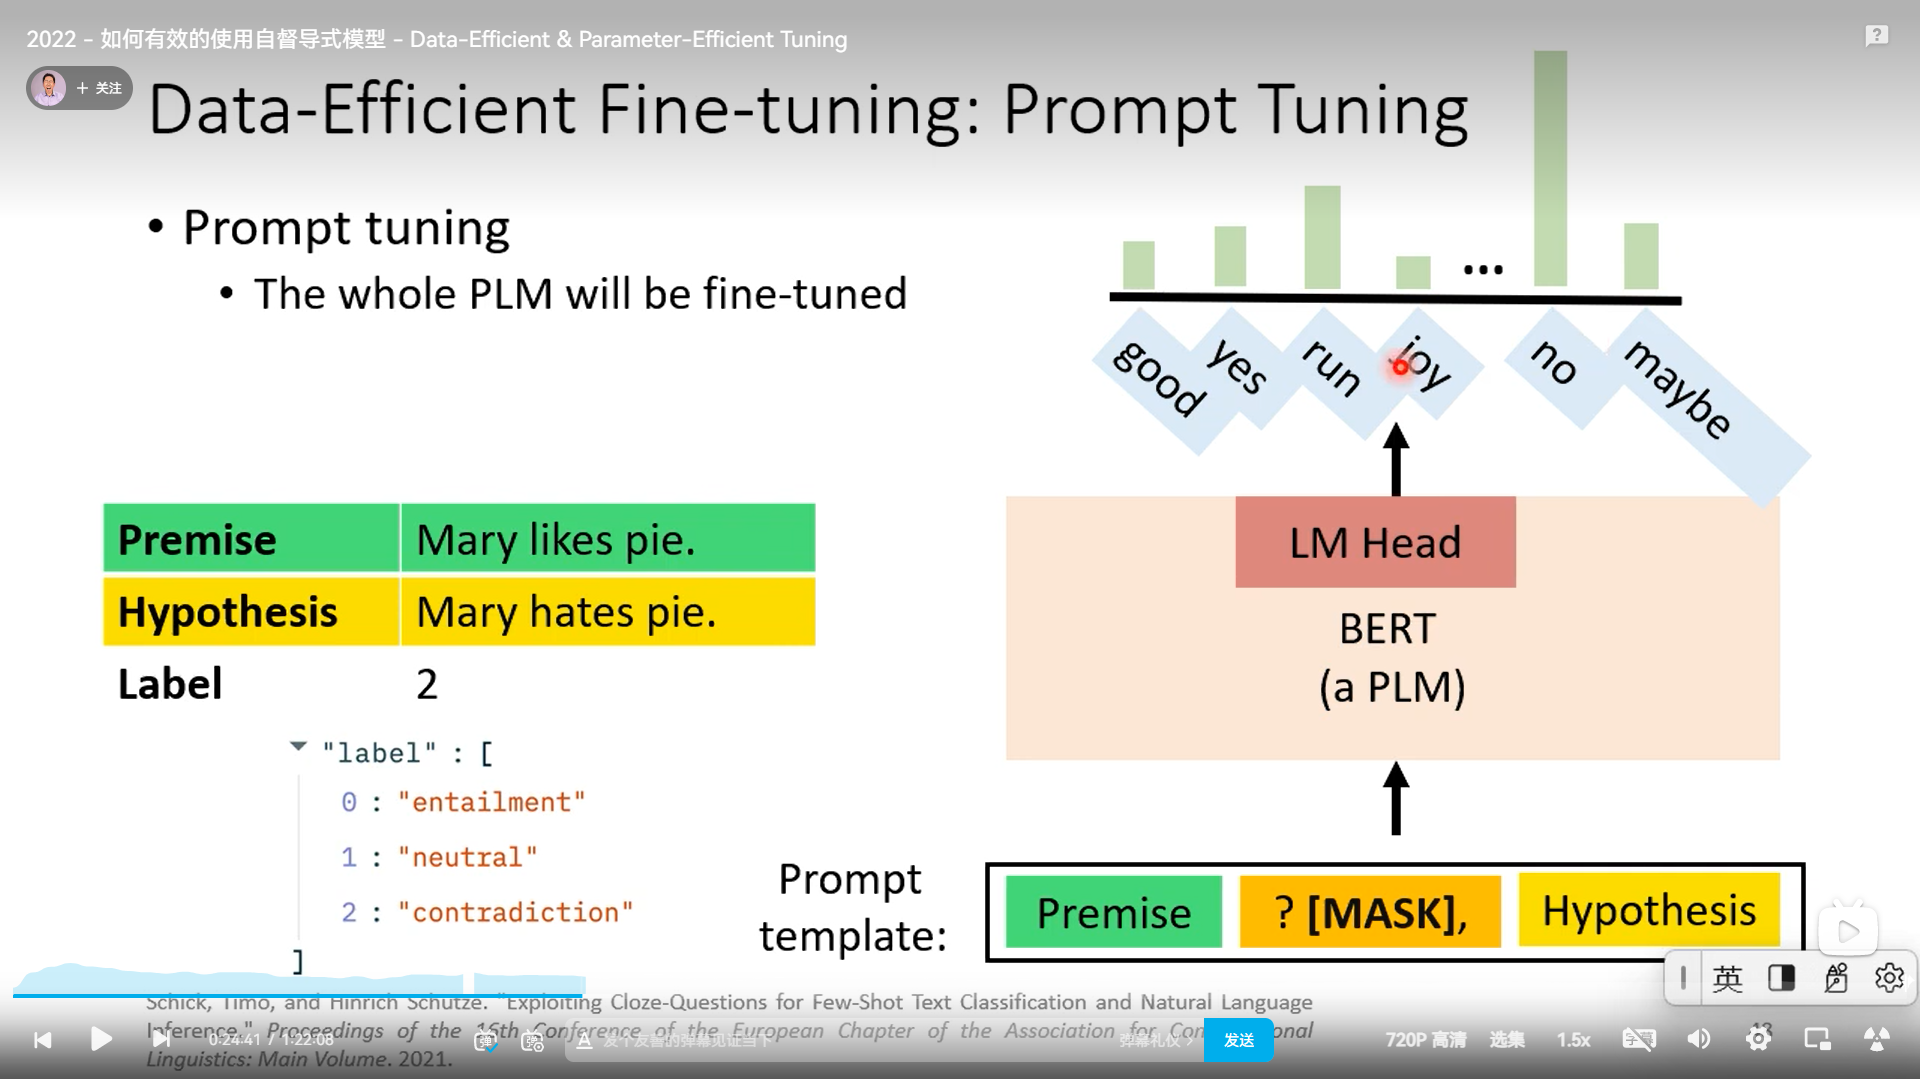 2022 - 如何有效的使用自督导式模型 - Data-Efficient & Parameter-Efficient Tuning
+ 关注
Data-Efficient Fine-tuning: Prompt Tuning
• Prompt tuning
• The whole PLM will be fine-tuned
...
good yes run joy no maybe
Premise Mary likes pie.
Hypothesis Mary hates pie.
Label 2
"label" : [
0 : "entailment"
1 : "neutral"
2 : "contradiction"
]
LM Head
BERT
(a PLM)
Prompt
template:
Premise ? [MASK], Hypothesis
英
Schick, Timo, and Hinrich Schütze. "Exploiting Cloze-Questions for Few-Shot Text Classification and Natural Language
Inference." Proceedings of the 16th Conference of the European Chapter of the Association for Computational
Linguistics: Main Volume. 2021.
13
0:24:41 / 1:22:08
发个友善的弹幕见证当下
弹幕礼仪 >
发送
720P 高清
选集
1.5x